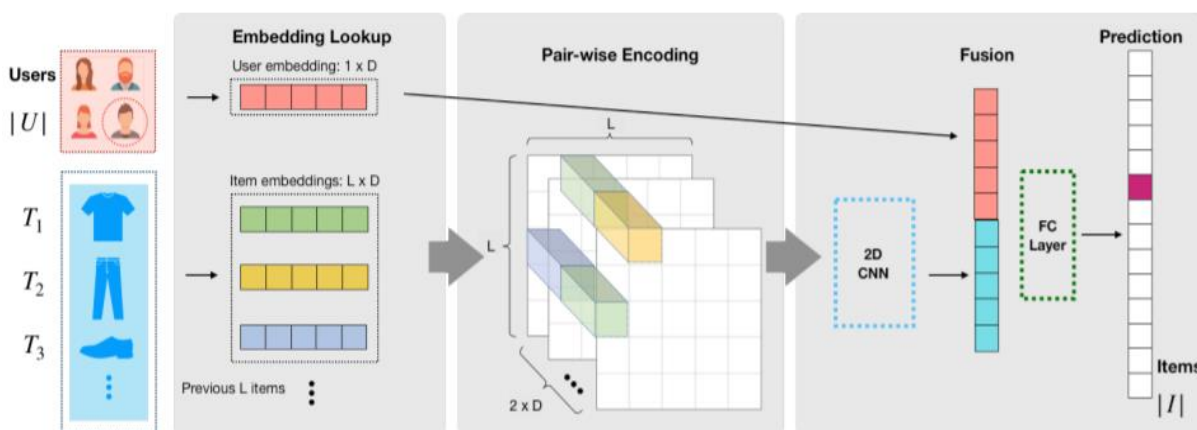 Users
|U|
T₁
T₂
T₃
Embedding Lookup
User embedding: 1 x D
Item embeddings: L x D
Previous L items
Pair-wise Encoding
L
L
2 x D
Fusion
2D
CNN
FC
Layer
Prediction
Items
|I|